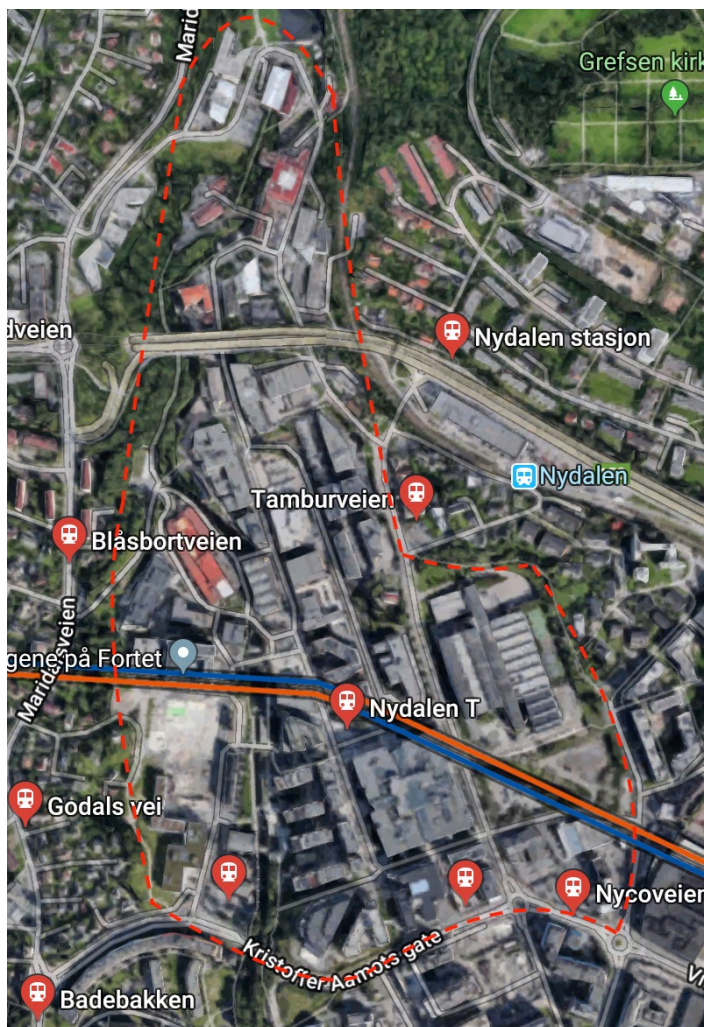 Marid
Grefsen kirk
dveien
Nydalen stasjon
Tamburveien
Nydalen
Blåsbortveien
Maridalsveien
gene på Fortet
Nydalen T
Godals vei
Nycoveien
Kristoffer Aamots gate
Badebakken
Vi